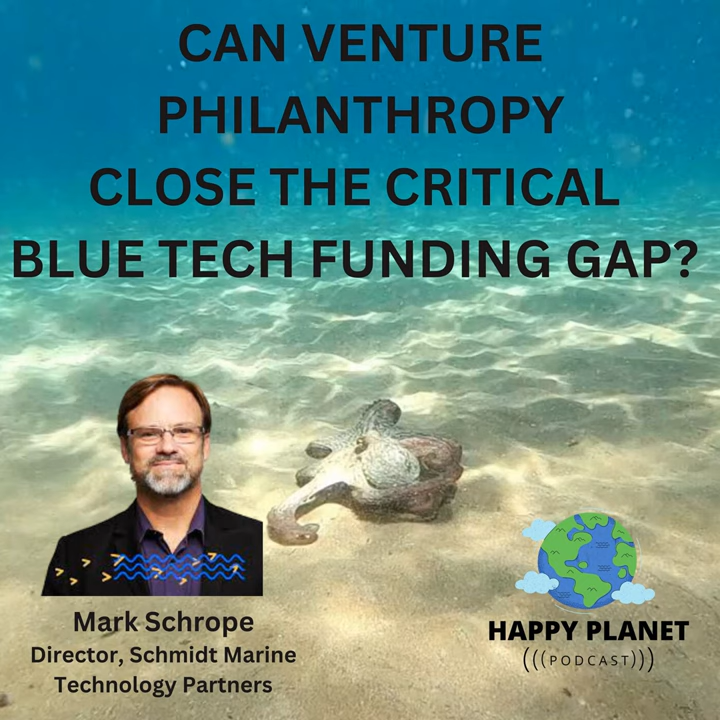 CAN VENTURE
PHILANTHROPY
CLOSE THE CRITICAL
BLUE TECH FUNDING GAP?
Mark Schrope
Director, Schmidt Marine
Technology Partners
HAPPY PLANET
(((PODCAST)))